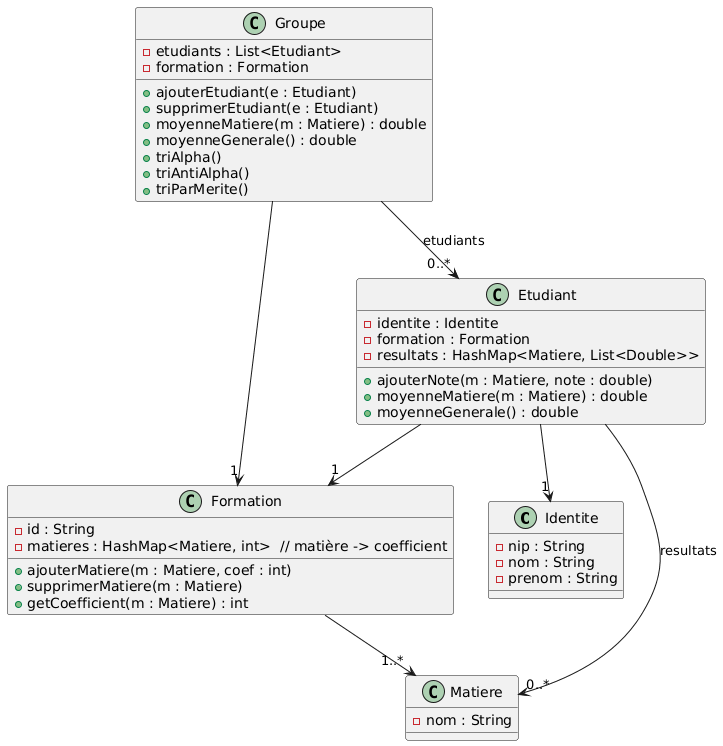 C Groupe
etudiants : List<Etudiant>
formation : Formation
ajouterEtudiant(e : Etudiant)
supprimerEtudiant(e : Etudiant)
moyenneMatiere(m : Matiere) : double
moyenneGenerale() : double
triAlpha()
triAntiAlpha()
triParMerite()
etudiants
0..*
C Etudiant
identite : Identite
formation : Formation
resultats : HashMap<Matiere, List<Double>>
ajouterNote(m : Matiere, note : double)
moyenneMatiere(m : Matiere) : double
moyenneGenerale() : double
1
1
1
C Formation
id : String
matieres : HashMap<Matiere, int>  // matière -> coefficient
ajouterMatiere(m : Matiere, coef : int)
supprimerMatiere(m : Matiere)
getCoefficient(m : Matiere) : int
C Identite
nip : String
nom : String
prenom : String
resultats
1..*
0..*
C Matiere
nom : String